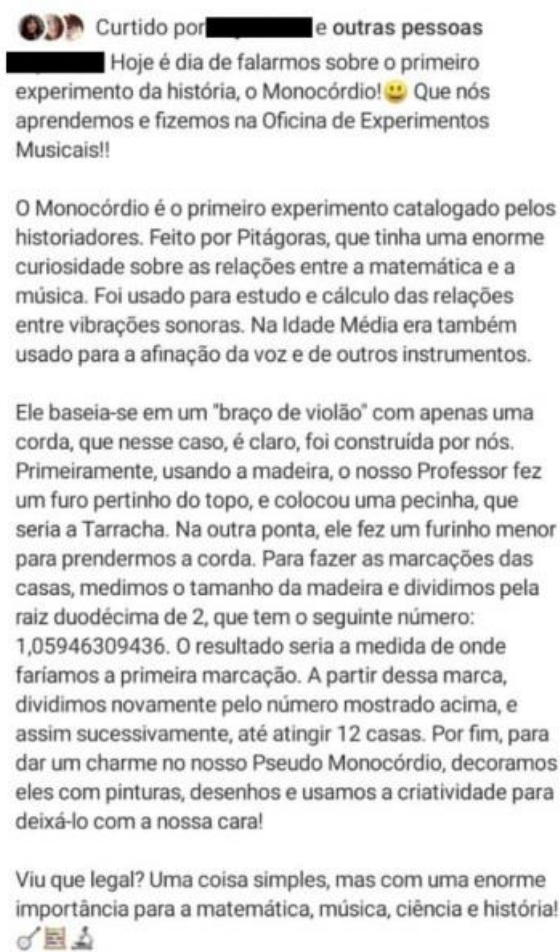 Curtido por e outras pessoas
Hoje é dia de falarmos sobre o primeiro
experimento da história, o Monocórdio!😃 Que nós
aprendemos e fizemos na Oficina de Experimentos
Musicais!!
O Monocórdio é o primeiro experimento catalogado pelos
historiadores. Feito por Pitágoras, que tinha uma enorme
curiosidade sobre as relações entre a matemática e a
música. Foi usado para estudo e cálculo das relações
entre vibrações sonoras. Na Idade Média era também
usado para a afinação da voz e de outros instrumentos.
Ele baseia-se em um "braço de violão" com apenas uma
corda, que nesse caso, é claro, foi construída por nós.
Primeiramente, usando a madeira, o nosso Professor fez
um furo pertinho do topo, e colocou uma pecinha, que
seria a Tarracha. Na outra ponta, ele fez um furinho menor
para prendermos a corda. Para fazer as marcações das
casas, medimos o tamanho da madeira e dividimos pela
raiz duodécima de 2, que tem o seguinte número:
1,05946309436. O resultado seria a medida de onde
faríamos a primeira marcação. A partir dessa marca,
dividimos novamente pelo número mostrado acima, e
assim sucessivamente, até atingir 12 casas. Por fim, para
dar um charme no nosso Pseudo Monocórdio, decoramos
eles com pinturas, desenhos e usamos a criatividade para
deixá-lo com a nossa cara!
Viu que legal? Uma coisa simples, mas com uma enorme
importância para a matemática, música, ciência e história!